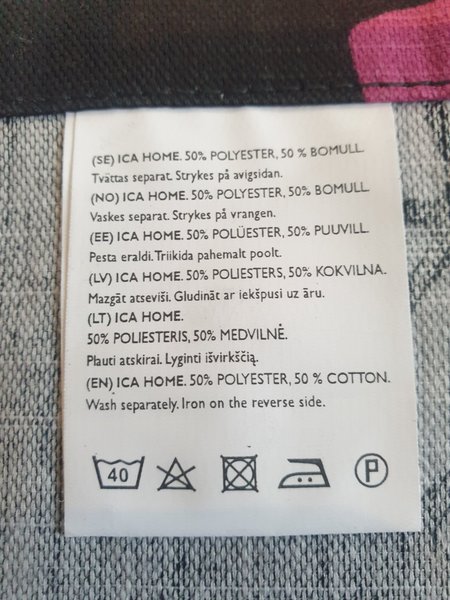 (SE) ICA HOME. 50% POLYESTER, 50 % BOMULL.
Tvättas separat. Strykes på avigsidan.
(NO) ICA HOME. 50% POLYESTER, 50% BOMULL.
Vaskes separat. Strykes på vrangen.
(EE) ICA HOME. 50% POLÜESTER, 50% PUUVILL.
Pesta eraldi. Triikida pahemalt poolt.
(LV) ICA HOME. 50% POLIESTERS, 50% KOKVILNA.
Mazgāt atseviši. Gludināt ar iekšpusi uz āru.
(LT) ICA HOME.
50% POLIESTERIS, 50% MEDVILNĖ.
Plauti atskirai. Lyginti išvirkščią.
(EN) ICA HOME. 50% POLYESTER, 50 % COTTON.
Wash separately. Iron on the reverse side.
40 P